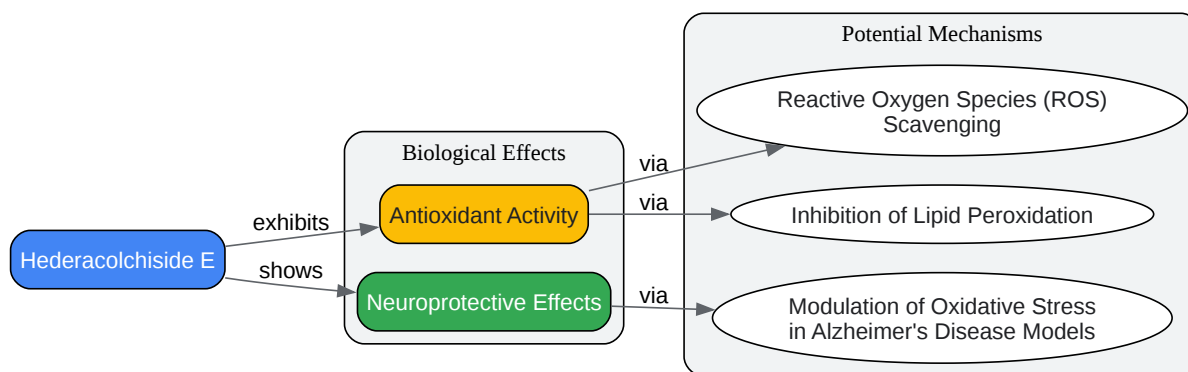 Potential Mechanisms
Reactive Oxygen Species (ROS)
Scavenging
Biological Effects
via
Antioxidant Activity
via
Inhibition of Lipid Peroxidation
exhibits
Hederacolchiside E
shows
Neuroprotective Effects
via
Modulation of Oxidative Stress
in Alzheimer's Disease Models